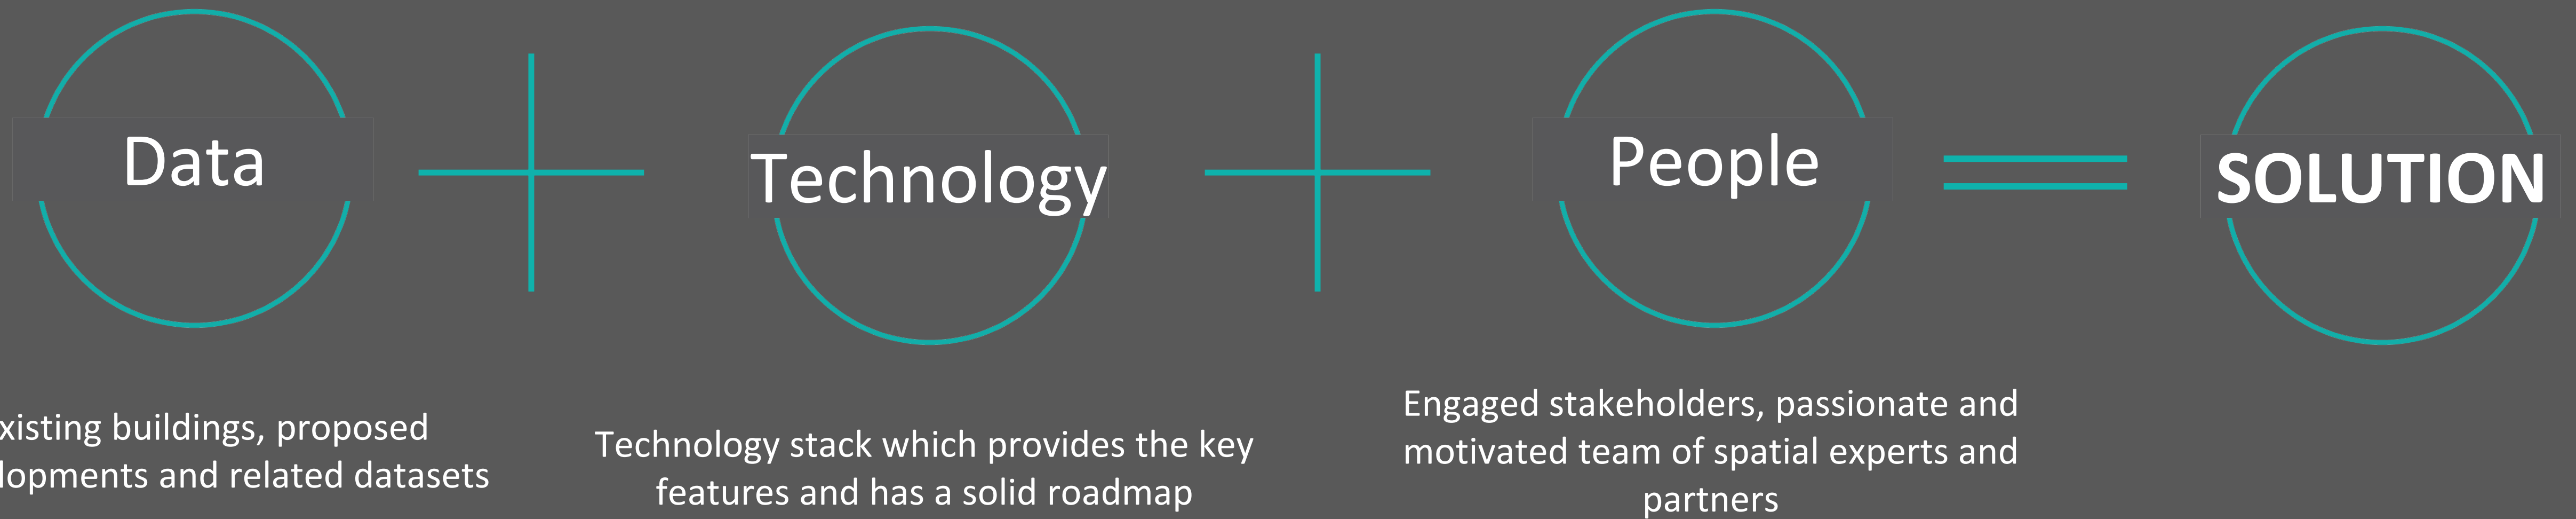 Data
Technology
People
SOLUTION
xisting buildings, proposed
lopments and related datasets
Technology stack which provides the key
features and has a solid roadmap
Engaged stakeholders, passionate and
motivated team of spatial experts and
partners